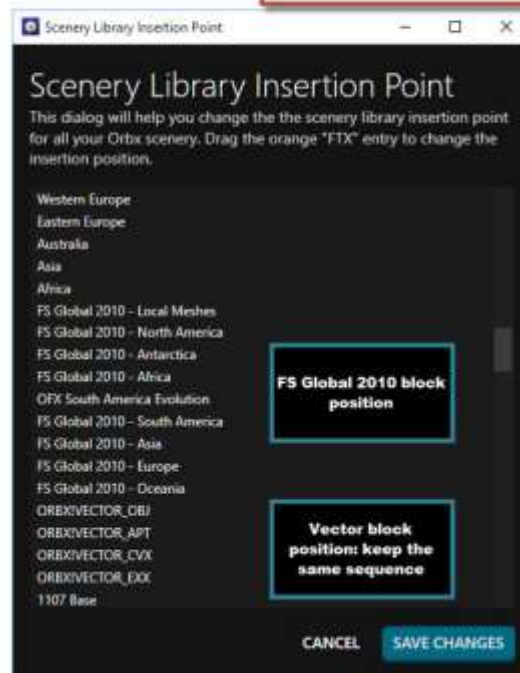 Scenery Library Insertion Point
Scenery Library Insertion Point
This dialog will help you change the the scenery library insertion point
for all your Orbx scenery. Drag the orange "FTX" entry to change the
insertion position.
Western Europe
Eastern Europe
Australia
Asia
Africa
FS Global 2010 - Local Meshes
FS Global 2010 - North America
FS Global 2010 - Antarctica
FS Global 2010 - Africa
OFX South America Evolution
FS Global 2010 - South America
FS Global 2010 - Asia
FS Global 2010 - Europe
FS Global 2010 - Oceania
ORBX!VECTOR_OBJ
ORBX!VECTOR_APT
ORBX!VECTOR_CVX
ORBX!VECTOR_EXX
1107 Base
FS Global 2010 block
position
Vector block
position: keep the
same sequence
CANCEL
SAVE CHANGES